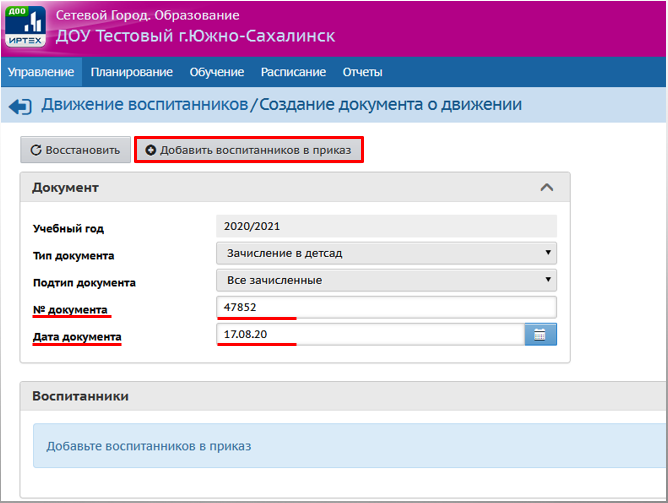 ДОО
ИРТЕХ
Сетевой Город. Образование
ДОУ Тестовый г.Южно-Сахалинск
Управление Планирование Обучение Расписание Отчеты
Движение воспитанников/Создание документа о движении
Восстановить Добавить воспитанников в приказ
Документ
Учебный год 2020/2021
Тип документа Зачисление в детсад
Подтип документа Все зачисленные
№ документа 47852
Дата документа 17.08.20
Воспитанники
Добавьте воспитанников в приказ